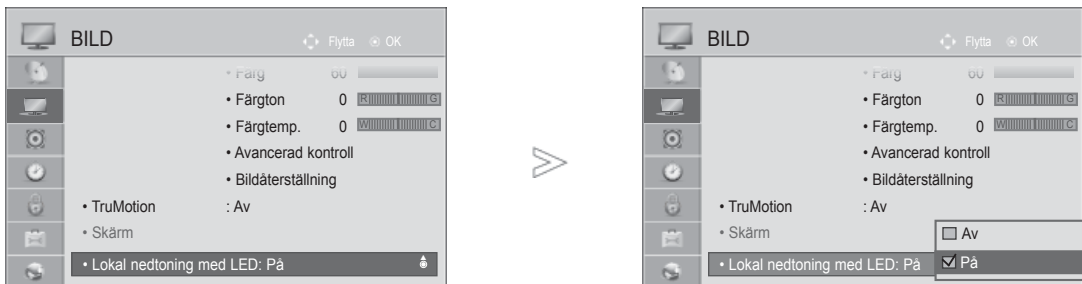 BILD Flytta OK
• Färg 60
• Färgton 0 R G
• Färgtemp. 0 W C
• Avancerad kontroll
• Bildåterställning
• TruMotion : Av
• Skärm
• Lokal nedtoning med LED: På
BILD Flytta OK
• Färg 60
• Färgton 0 R G
• Färgtemp. 0 W C
• Avancerad kontroll
• Bildåterställning
• TruMotion : Av
• Skärm
Av
• Lokal nedtoning med LED: På
På